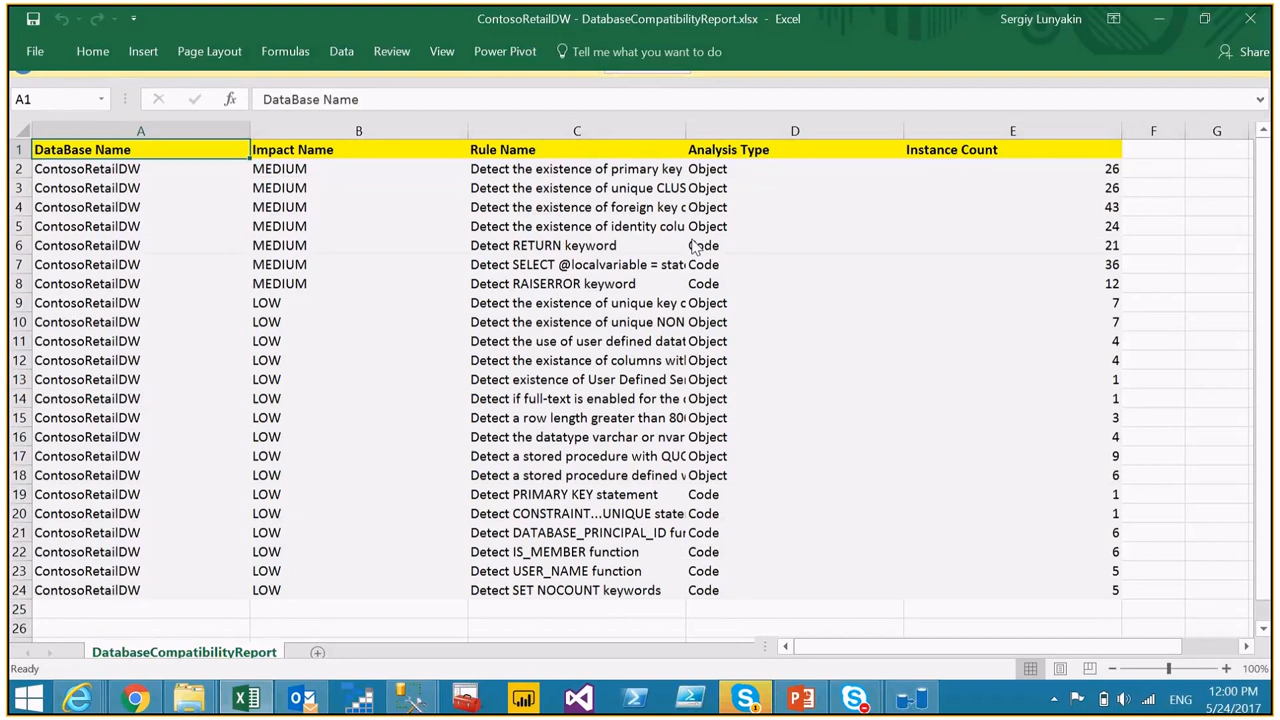 ContosoRetailDW - DatabaseCompatibilityReport.xlsx - Excel
Sergiy Lunyakin
File Home Insert Page Layout Formulas Data Review View Power Pivot Tell me what you want to do Share
A1 fx DataBase Name
A B C D E F G
1 DataBase Name Impact Name Rule Name Analysis Type Instance Count
2 ContosoRetailDW MEDIUM Detect the existence of primary key Object 26
3 ContosoRetailDW MEDIUM Detect the existence of unique CLUS Object 26
4 ContosoRetailDW MEDIUM Detect the existence of foreign key c Object 43
5 ContosoRetailDW MEDIUM Detect the existence of identity colu Object 24
6 ContosoRetailDW MEDIUM Detect RETURN keyword Code 21
7 ContosoRetailDW MEDIUM Detect SELECT @localvariable = state Code 36
8 ContosoRetailDW MEDIUM Detect RAISERROR keyword Code 12
9 ContosoRetailDW LOW Detect the existence of unique key c Object 7
10 ContosoRetailDW LOW Detect the existence of unique NON Object 7
11 ContosoRetailDW LOW Detect the use of user defined datat Object 4
12 ContosoRetailDW LOW Detect the existance of columns wit Object 4
13 ContosoRetailDW LOW Detect existence of User Defined Ser Object 1
14 ContosoRetailDW LOW Detect if full-text is enabled for the c Object 1
15 ContosoRetailDW LOW Detect a row length greater than 80 Object 3
16 ContosoRetailDW LOW Detect the datatype varchar or nvar Object 4
17 ContosoRetailDW LOW Detect a stored procedure with QUO Object 9
18 ContosoRetailDW LOW Detect a stored procedure defined w Object 6
19 ContosoRetailDW LOW Detect PRIMARY KEY statement Code 1
20 ContosoRetailDW LOW Detect CONSTRAINT...UNIQUE state Code 1
21 ContosoRetailDW LOW Detect DATABASE_PRINCIPAL_ID fun Code 6
22 ContosoRetailDW LOW Detect IS_MEMBER function Code 6
23 ContosoRetailDW LOW Detect USER_NAME function Code 5
24 ContosoRetailDW LOW Detect SET NOCOUNT keywords Code 5
25
26
DatabaseCompatibilityReport
Ready 100%
ENG 12:00 PM
5/24/2017